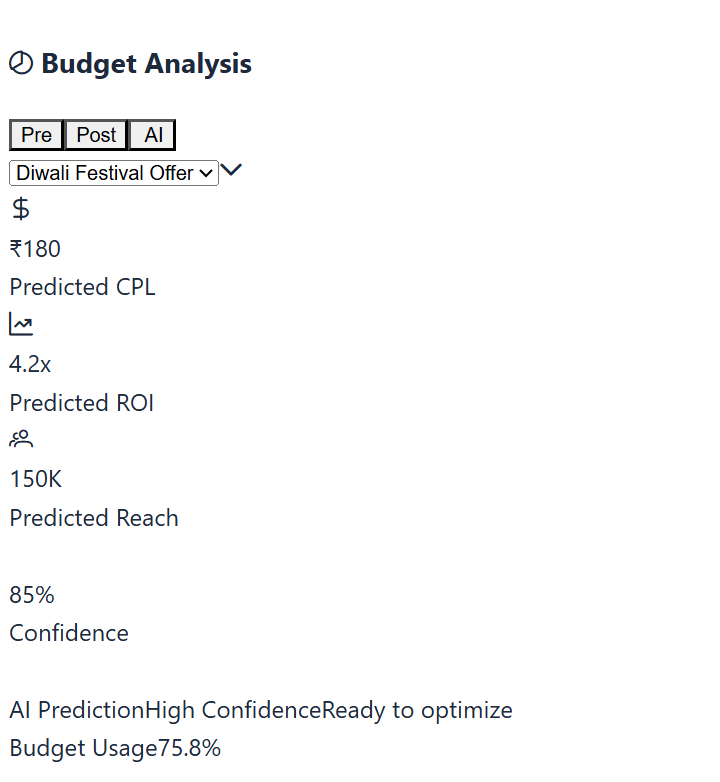 Budget Analysis
Pre Post AI
Diwali Festival Offer
$
₹180
Predicted CPL
4.2x
Predicted ROI
150K
Predicted Reach
85%
Confidence
AI PredictionHigh ConfidenceReady to optimize
Budget Usage75.8%